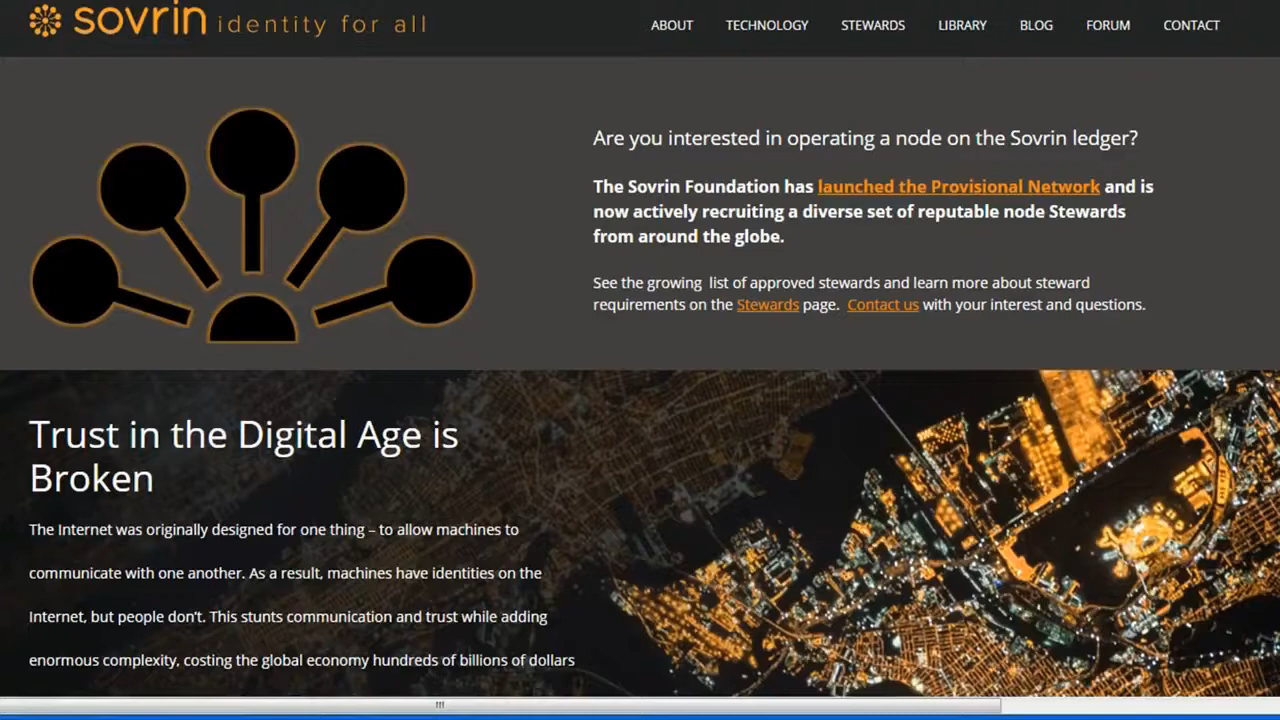 sovrin identity for all
ABOUT TECHNOLOGY STEWARDS LIBRARY BLOG FORUM CONTACT
Are you interested in operating a node on the Sovrin ledger?
The Sovrin Foundation has launched the Provisional Network and is
now actively recruiting a diverse set of reputable node Stewards
from around the globe.
See the growing list of approved stewards and learn more about steward
requirements on the Stewards page. Contact us with your interest and questions.
Trust in the Digital Age is
Broken
The Internet was originally designed for one thing – to allow machines to
communicate with one another. As a result, machines have identities on the
Internet, but people don't. This stunts communication and trust while adding
enormous complexity, costing the global economy hundreds of billions of dollars